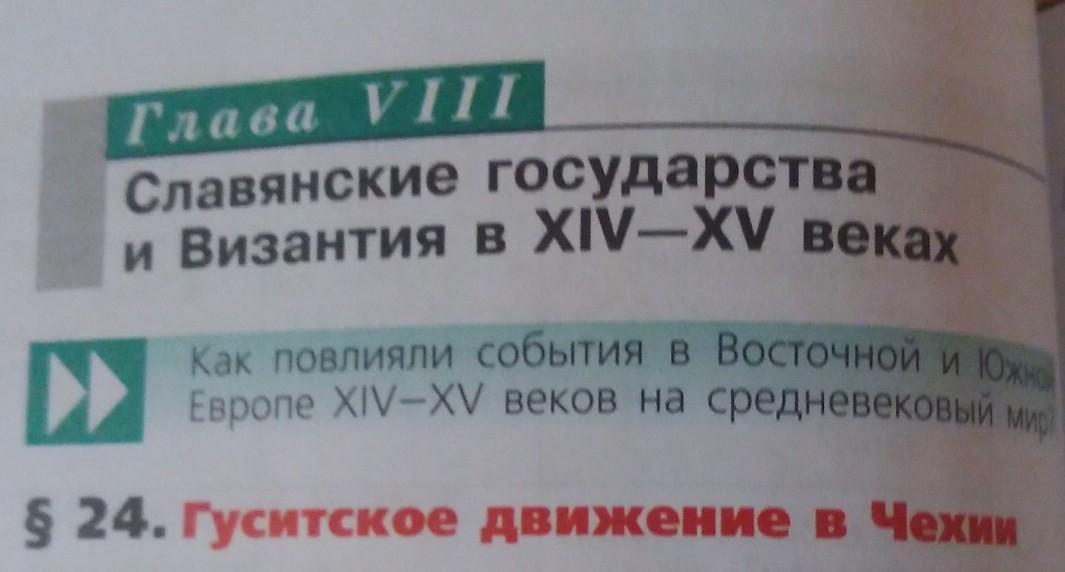 Глава VIII
Славянские государства
и Византия в XIV—XV веках
Как повлияли события в Восточной и Южной
Европе XIV—XV веков на средневековый мир?
§ 24. Гуситское движение в Чехии